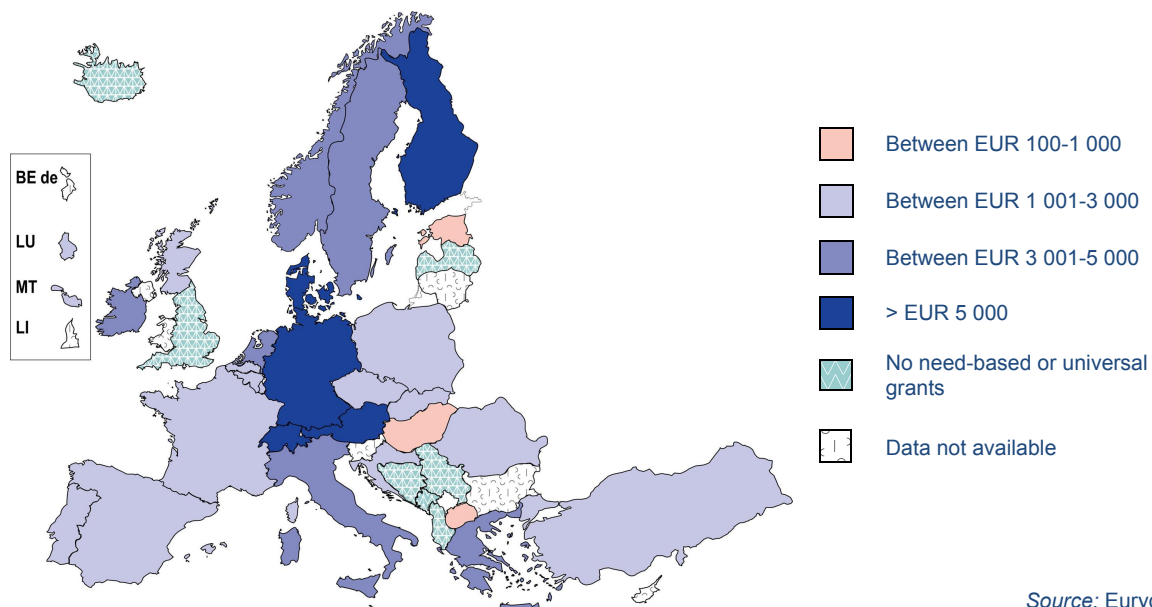 BE de
LU
MT
LI
Between EUR 100-1 000
Between EUR 1 001-3 000
Between EUR 3 001-5 000
> EUR 5 000
No need-based or universal
grants
Data not available
Source: